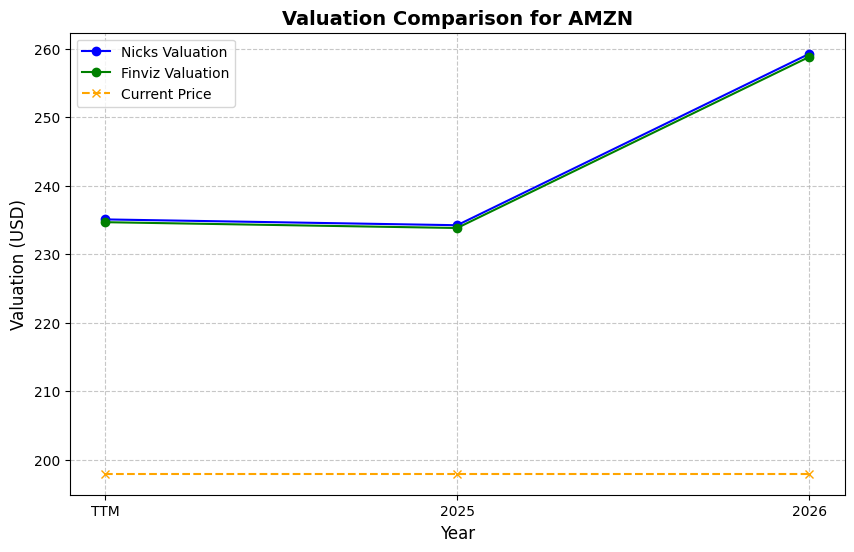 Valuation Comparison for AMZN
Nicks Valuation
Finviz Valuation
Current Price
Valuation (USD)
260
250
240
230
220
210
200
TTM
2025
2026
Year